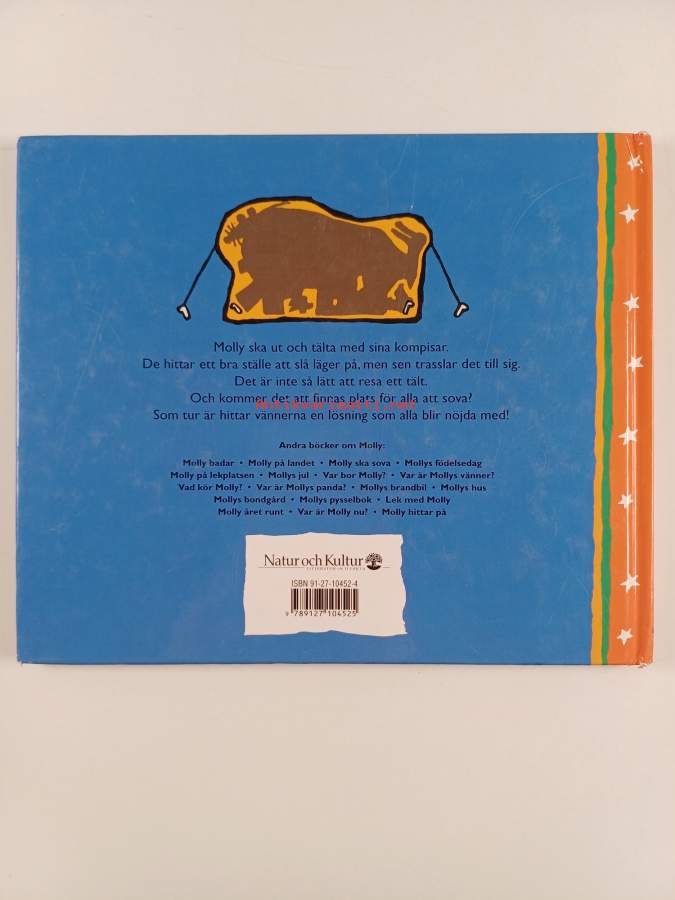 Molly ska ut och tälta med sina kompisar.
De hittar ett bra ställe att slå läger på, men sen trasslar det till sig.
Det är inte så lätt att resa ett tält.
Och kommer det att finnas plats för alla att sova?
Antikvariaatti.net
Som tur är hittar vännerna en lösning som alla blir nöjda med!
Andra böcker om Molly:
Molly badar • Molly på landet • Molly ska sova • Mollys födelsedag
Molly på lekplatsen • Mollys jul • Var bor Molly? • Var är Mollys vänner?
Vad kör Molly? • Var är Mollys panda? • Mollys brandbil • Mollys hus
Mollys bondgård • Mollys pysselbok • Lek med Molly
Molly året runt • Var är Molly nu? • Molly hittar på
Natur och Kultur
LITTERATUR OCH FAKTA
ISBN 91-27-10452-4
9 789127 104525